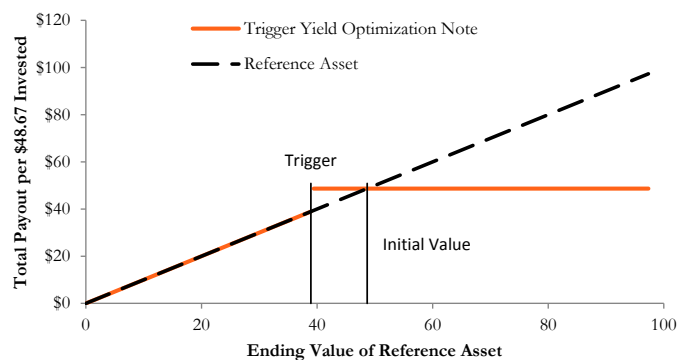 $120
$100
$80
$60
$40
$20
$0
Total Payout per $48.67 Invested
Trigger Yield Optimization Note
Reference Asset
Trigger
Initial Value
0 20 40 60 80 100
Ending Value of Reference Asset